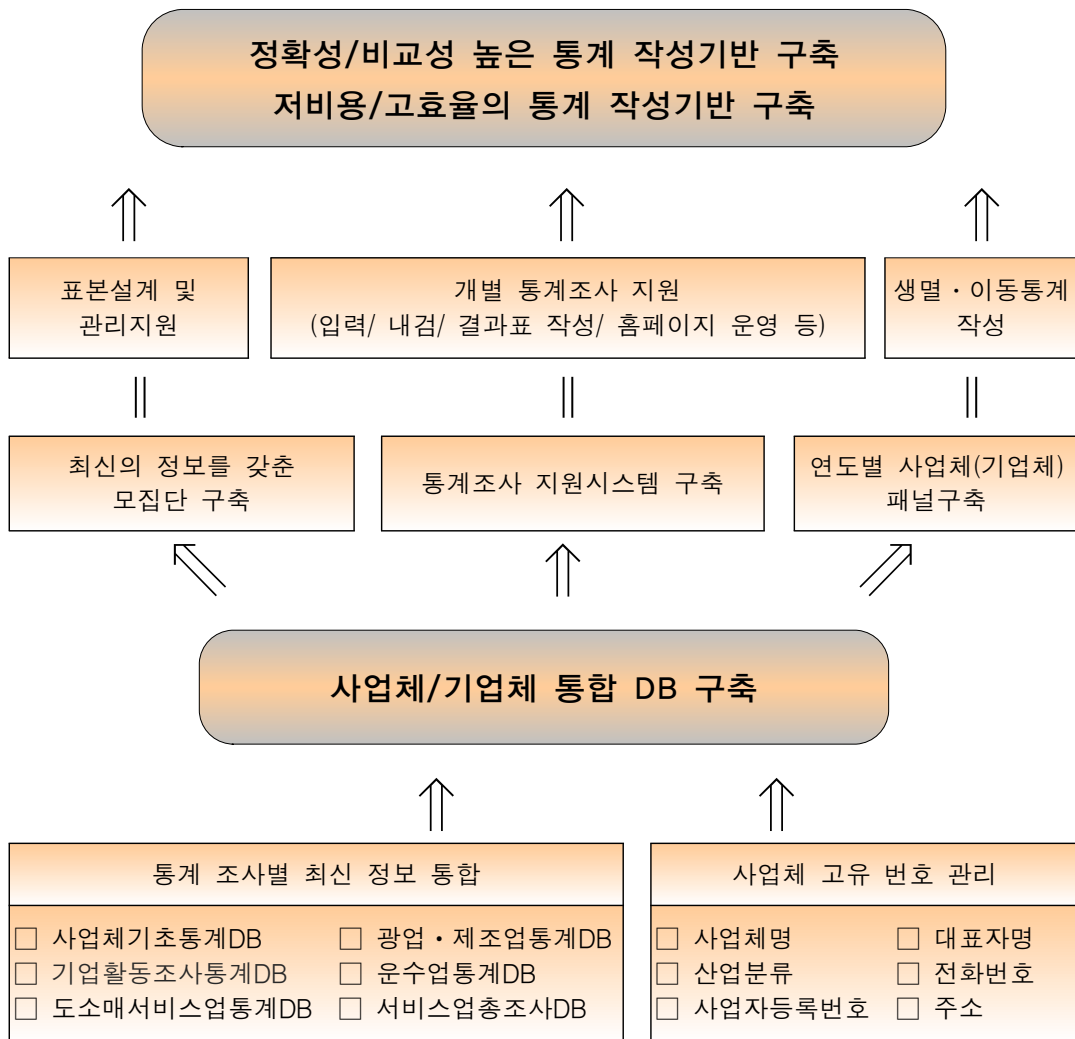 정확성/비교성 높은 통계 작성기반 구축
저비용/고효율의 통계 작성기반 구축
표본설계 및
관리지원
개별 통계조사 지원
(입력/ 내검/ 결과표 작성/ 홈페이지 운영 등)
생멸·이동통계
작성
최신의 정보를 갖춘
모집단 구축
통계조사 지원시스템 구축
연도별 사업체(기업체)
패널구축
사업체/기업체 통합 DB 구축
통계 조사별 최신 정보 통합
□ 사업체기초통계DB □ 광업·제조업통계DB
□ 기업활동조사통계DB □ 운수업통계DB
□ 도소매서비스업통계DB □ 서비스업총조사DB
사업체 고유 번호 관리
□ 사업체명 □ 대표자명
□ 산업분류 □ 전화번호
□ 사업자등록번호 □ 주소